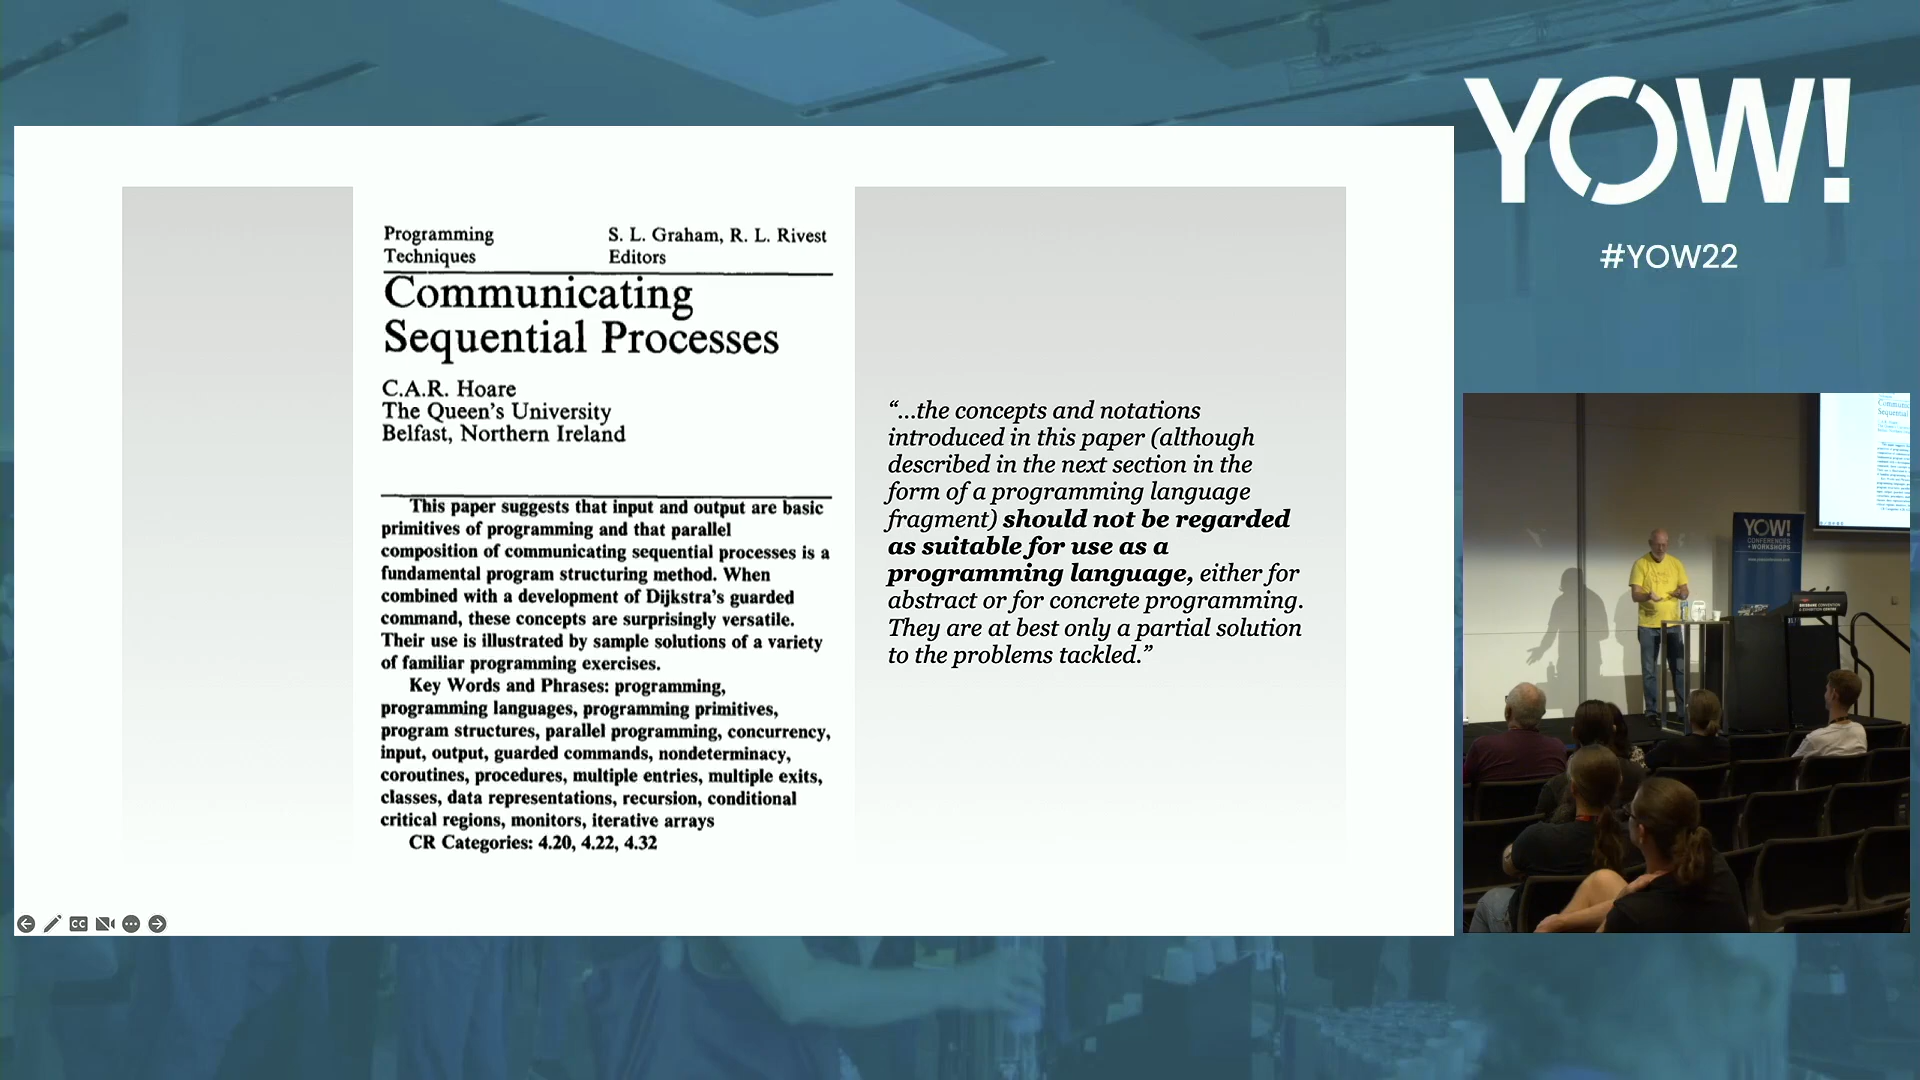 Programming
Techniques
S. L. Graham, R. L. Rivest
Editors
Communicating
Sequential Processes
C.A.R. Hoare
The Queen's University
Belfast, Northern Ireland
This paper suggests that input and output are basic
primitives of programming and that parallel
composition of communicating sequential processes is a
fundamental program structuring method. When
combined with a development of Dijkstra's guarded
command, these concepts are surprisingly versatile.
Their use is illustrated by sample solutions of a variety
of familiar programming exercises.
Key Words and Phrases: programming,
programming languages, programming primitives,
program structures, parallel programming, concurrency,
input, output, guarded commands, nondeterminacy,
coroutines, procedures, multiple entries, multiple exits,
classes, data representations, recursion, conditional
critical regions, monitors, iterative arrays
CR Categories: 4.20, 4.22, 4.32
“...the concepts and notations
introduced in this paper (although
described in the next section in the
form of a programming language
fragment) should not be regarded
as suitable for use as a
programming language, either for
abstract or for concrete programming.
They are at best only a partial solution
to the problems tackled.”
CC
YOW!
#YOW22
YOW!
CONFERENCES
+WORKSHOPS